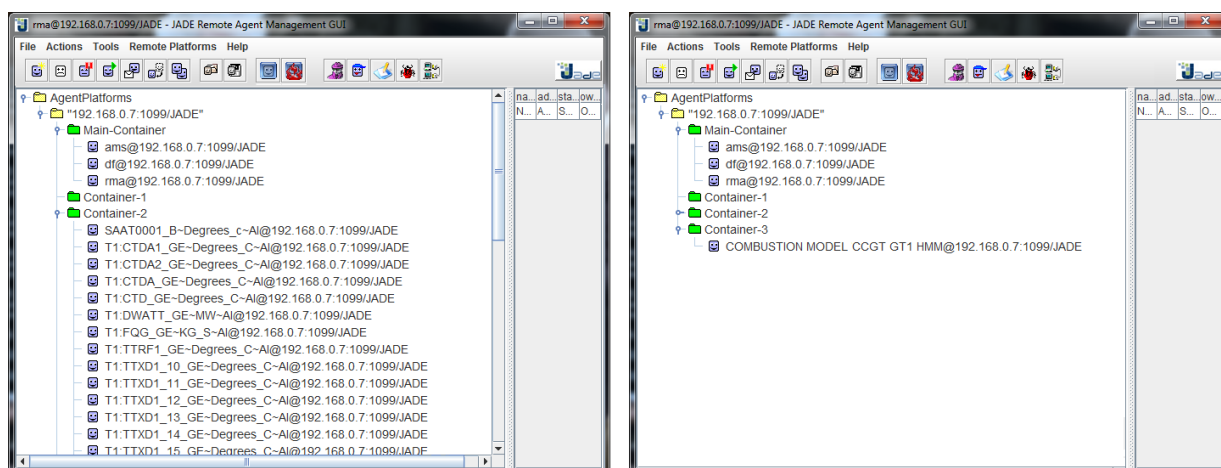 rma@192.168.0.7:1099/JADE - JADE Remote Agent Management GUI
File Actions Tools Remote Platforms Help
Jade
AgentPlatforms
"192.168.0.7:1099/JADE"
Main-Container
ams@192.168.0.7:1099/JADE
df@192.168.0.7:1099/JADE
rma@192.168.0.7:1099/JADE
Container-1
Container-2
SAAT0001_B~Degrees_c~AI@192.168.0.7:1099/JADE
T1:CTDA1_GE~Degrees_C~AI@192.168.0.7:1099/JADE
T1:CTDA2_GE~Degrees_C~AI@192.168.0.7:1099/JADE
T1:CTDA_GE~Degrees_C~AI@192.168.0.7:1099/JADE
T1:CTD_GE~Degrees_C~AI@192.168.0.7:1099/JADE
T1:DWATT_GE~MW~AI@192.168.0.7:1099/JADE
T1:FQG_GE~KG_S~AI@192.168.0.7:1099/JADE
T1:TTRF1_GE~Degrees_C~AI@192.168.0.7:1099/JADE
T1:TTXD1_10_GE~Degrees_C~AI@192.168.0.7:1099/JADE
T1:TTXD1_11_GE~Degrees_C~AI@192.168.0.7:1099/JADE
T1:TTXD1_12_GE~Degrees_C~AI@192.168.0.7:1099/JADE
T1:TTXD1_13_GE~Degrees_C~AI@192.168.0.7:1099/JADE
T1:TTXD1_14_GE~Degrees_C~AI@192.168.0.7:1099/JADE
T1:TTXD1_15_GE~Degrees_C~AI@192.168.0.7:1099/JADE
na... ad... sta... ow...
N... A... S... O...
rma@192.168.0.7:1099/JADE - JADE Remote Agent Management GUI
File Actions Tools Remote Platforms Help
Jade
AgentPlatforms
"192.168.0.7:1099/JADE"
Main-Container
ams@192.168.0.7:1099/JADE
df@192.168.0.7:1099/JADE
rma@192.168.0.7:1099/JADE
Container-1
Container-2
Container-3
COMBUSTION MODEL CCGT GT1 HMM@192.168.0.7:1099/JADE
na... ad... sta... ow...
N... A... S... O...